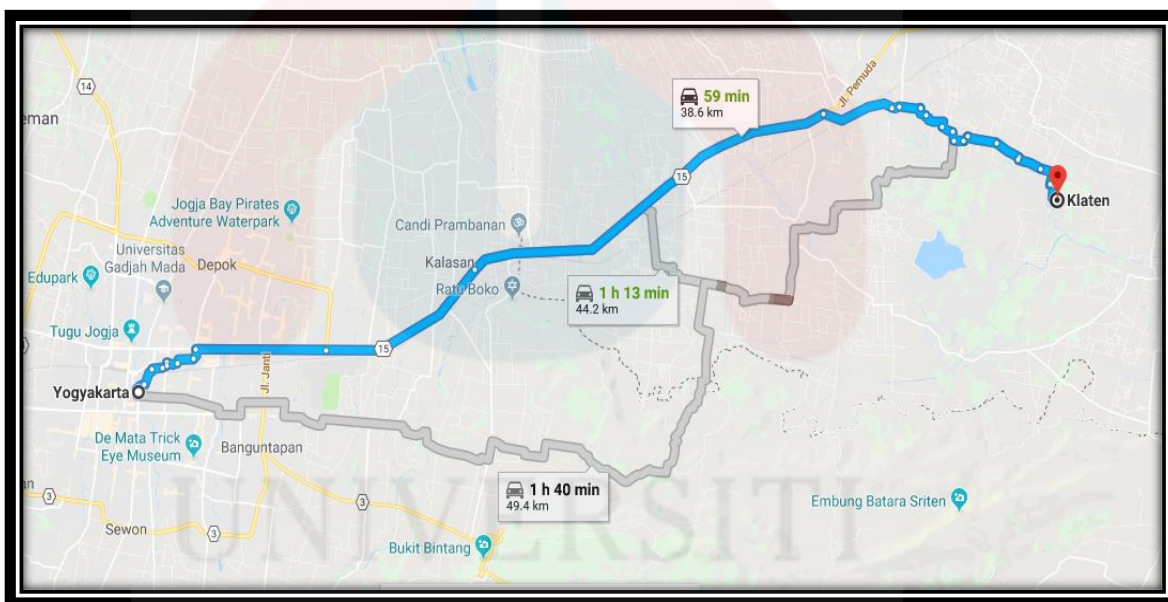 14
eman
59 min
38.6 km
Jl. Pemuda
15
Klaten
Jogja Bay Pirates
Adventure Waterpark
Candi Prambanan
Universitas
Gadjah Mada
Depok
Kalasan
Edupark
Ratu Boko
1 h 13 min
44.2 km
Tugu Jogja
15
Jl. Janti
Yogyakarta
De Mata Trick
Eye Museum
Banguntapan
1 h 40 min
49.4 km
an
3
3
Embung Batara Sriten
Sewon
3
Bukit Bintang
UNIVERSITI